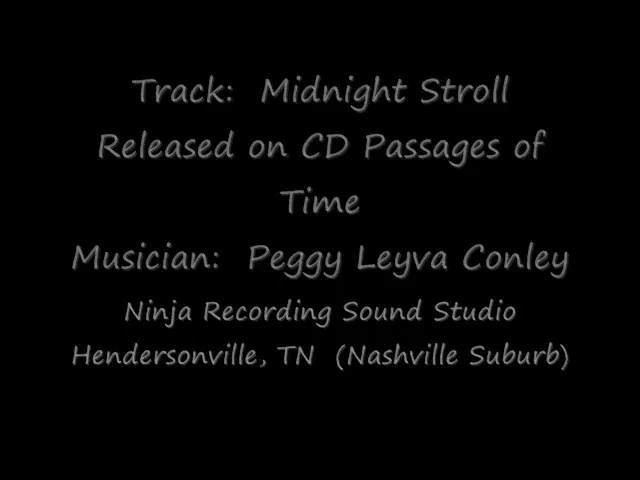 Track:  Midnight Stroll
Released on CD Passages of
Time
Musician:  Peggy Leyva Conley
Ninja Recording Sound Studio
Hendersonville, TN  (Nashville Suburb)